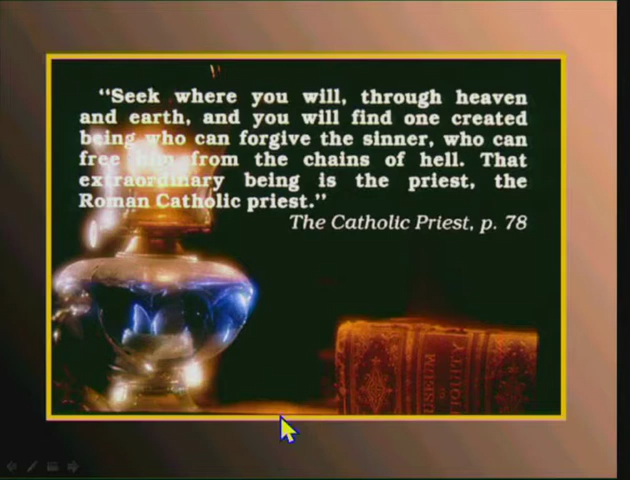 “Seek where you will, through heaven
and earth, and you will find one created
being who can forgive the sinner, who can
free him from the chains of hell. That
extraordinary being is the priest, the
Roman Catholic priest.”
The Catholic Priest, p. 78
USEUM
TIQUITY